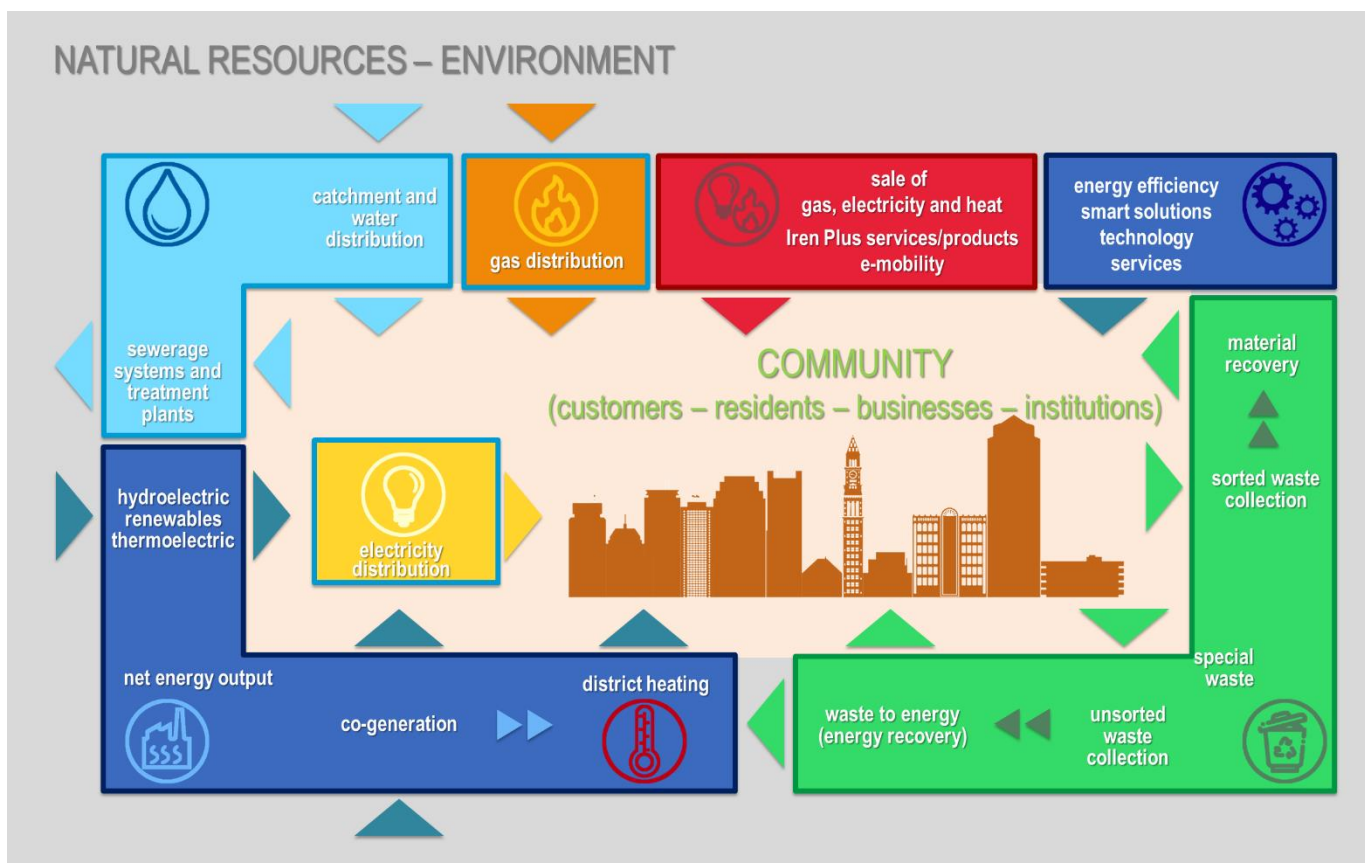 NATURAL RESOURCES – ENVIRONMENT
catchment and
water
distribution
gas distribution
sale of
gas, electricity and heat
Iren Plus services/products
e-mobility
energy efficiency
smart solutions
technology
services
sewerage
systems and
treatment
plants
COMMUNITY
(customers – residents – businesses – institutions)
material
recovery
hydroelectric
renewables
thermoelectric
electricity
distribution
sorted waste
collection
net energy output
co-generation
district heating
waste to energy
(energy recovery)
unsorted
waste
collection
special
waste